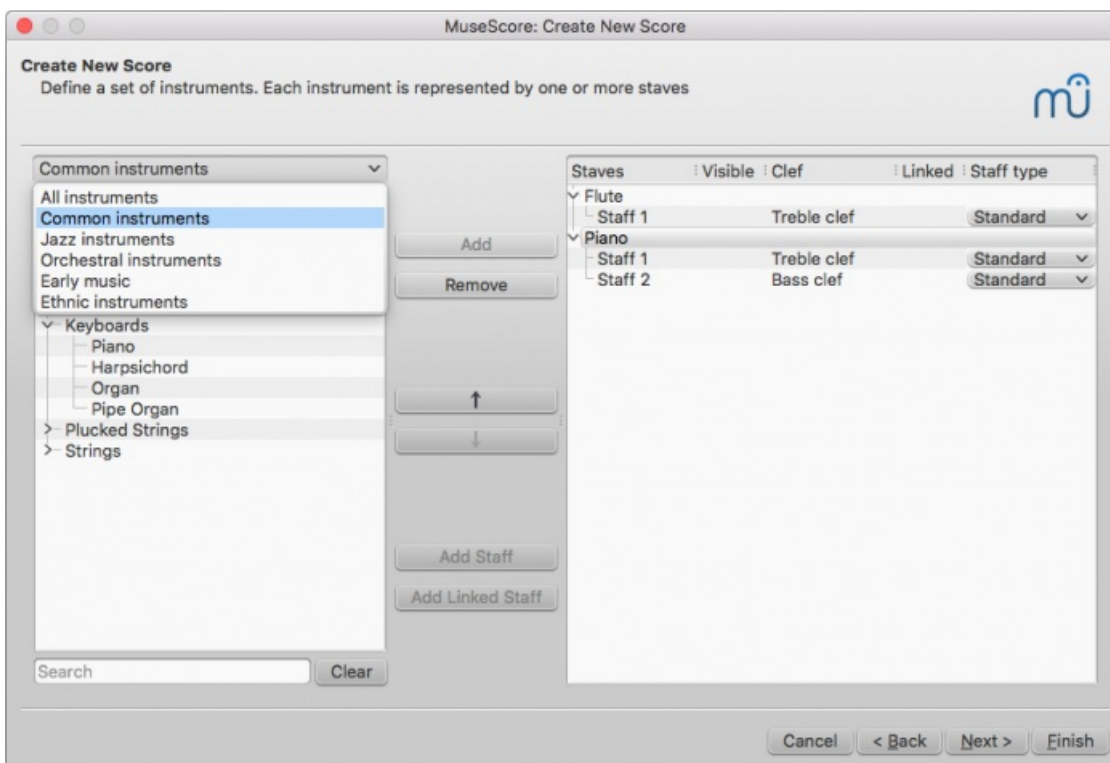 MuseScore: Create New Score
Create New Score
Define a set of instruments. Each instrument is represented by one or more staves
mu
Common instruments
All instruments
Common instruments
Jazz instruments
Orchestral instruments
Early music
Ethnic instruments
Keyboards
Piano
Harpsichord
Organ
Pipe Organ
Plucked Strings
Strings
Search
Clear
Add
Remove
↑
↓
Add Staff
Add Linked Staff
Staves Visible Clef Linked Staff type
Flute
Staff 1 Treble clef Standard
Piano
Staff 1 Treble clef Standard
Staff 2 Bass clef Standard
Cancel < Back Next > Finish